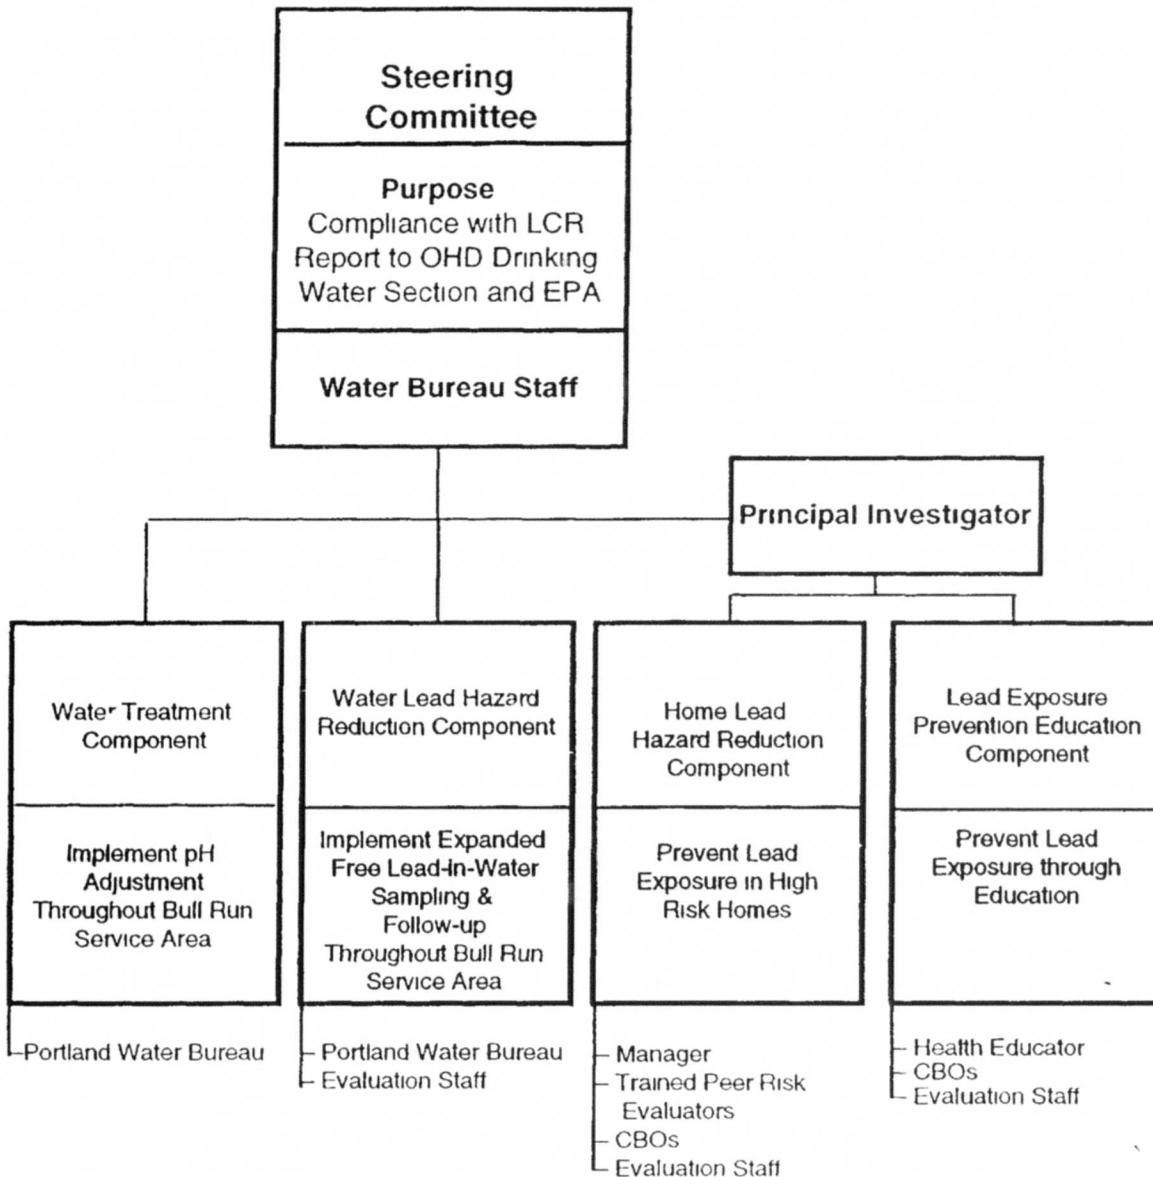 Steering
Committee
Purpose
Compliance with LCR
Report to OHD Drinking
Water Section and EPA
Water Bureau Staff
Principal Investigator
Water Treatment
Component
Implement pH
Adjustment
Throughout Bull Run
Service Area
Water Lead Hazard
Reduction Component
Implement Expanded
Free Lead-in-Water
Sampling &
Follow-up
Throughout Bull Run
Service Area
Home Lead
Hazard Reduction
Component
Prevent Lead
Exposure in High
Risk Homes
Lead Exposure
Prevention Education
Component
Prevent Lead
Exposure through
Education
Portland Water Bureau
Portland Water Bureau
Evaluation Staff
Manager
Trained Peer Risk
Evaluators
CBOs
Evaluation Staff
Health Educator
CBOs
Evaluation Staff